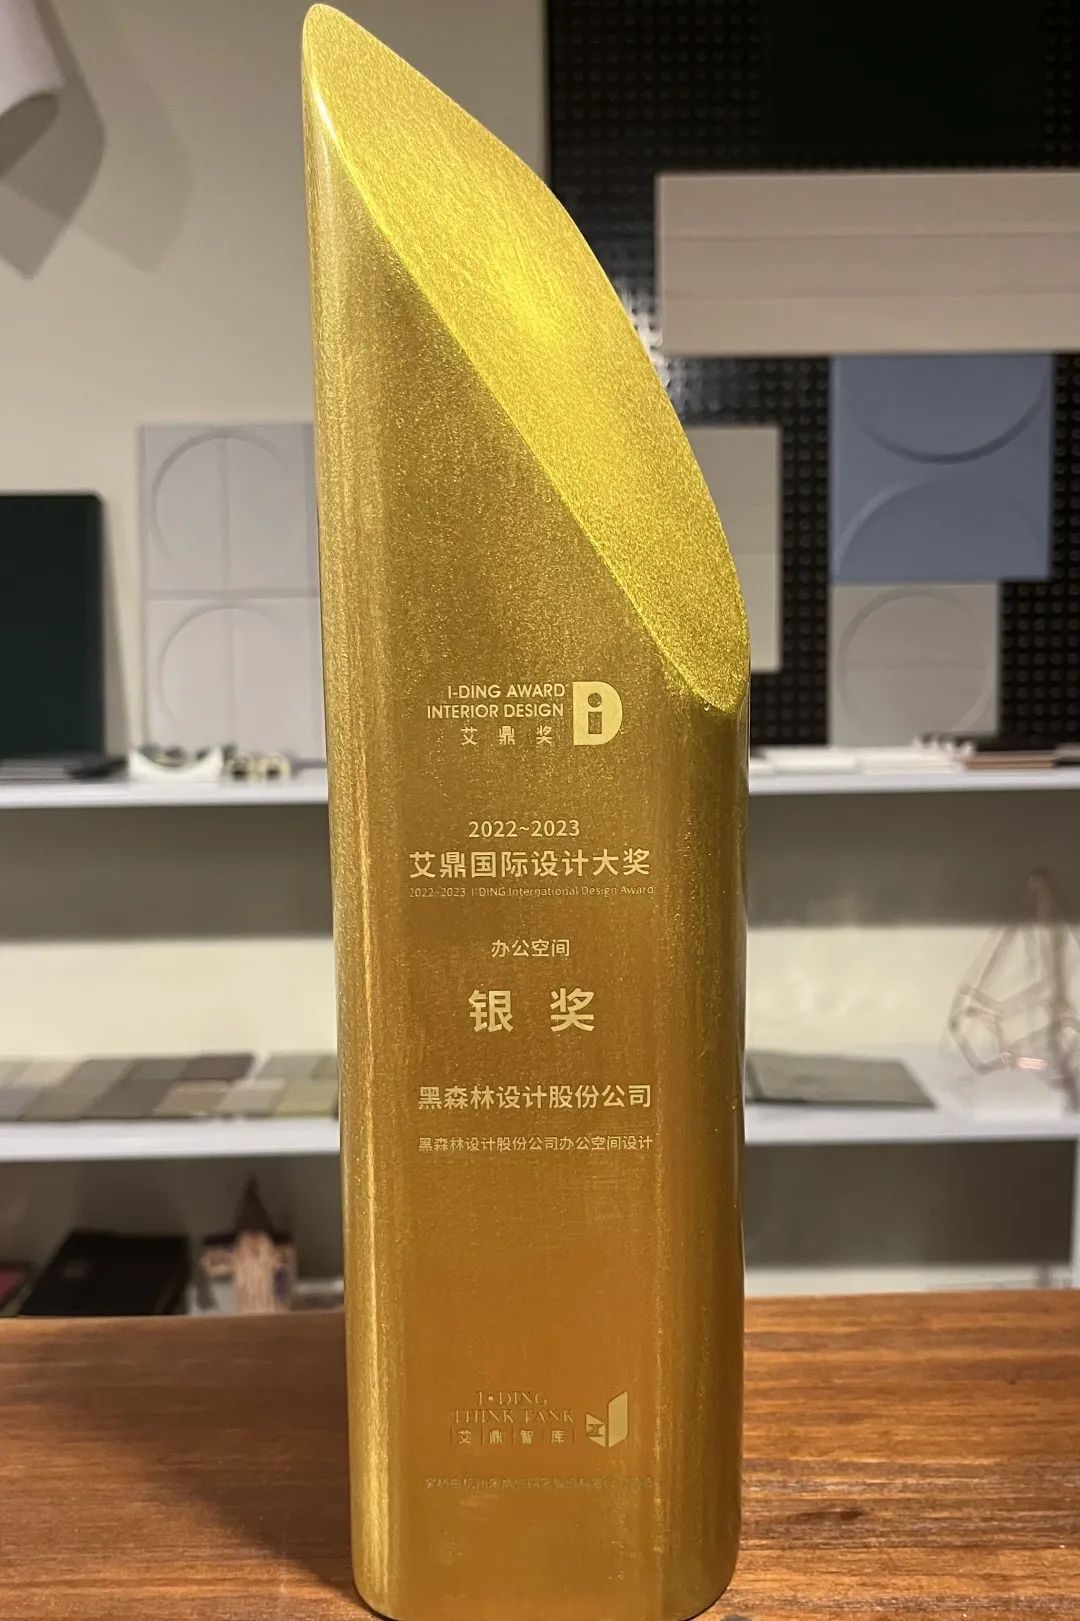 I-DING AWARD
INTERIOR DESIGN
艾鼎奖
2022~2023
艾鼎国际设计大奖
2022-2023 I-DING International Design Award
办公空间
银奖
黑森林设计股份公司
黑森林设计股份公司办公空间设计
I•DING
THINK TANK
艾鼎智库